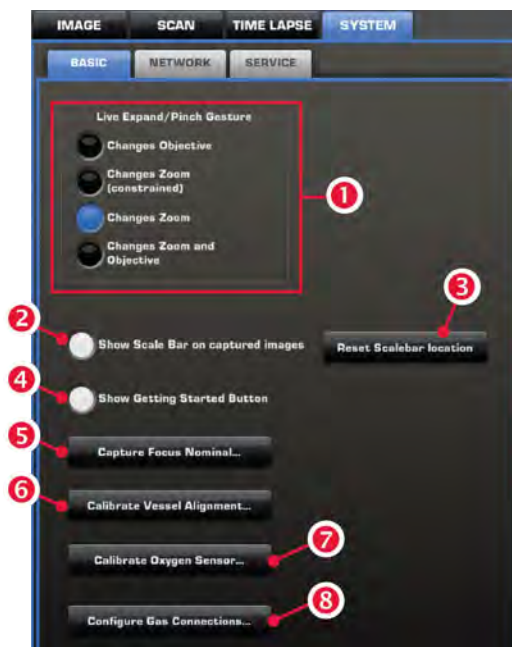 IMAGE SCAN TIME LAPSE SYSTEM
BASIC NETWORK SERVICE
Live Expand/Pinch Gesture
Changes Objective
Changes Zoom
(constrained)
1
Changes Zoom
Changes Zoom and
Objective
3
2
Show Scale Bar on captured images
Reset Scalebar location
4
Show Getting Started Button
5
Capture Focus Nominal...
6
Calibrate Vessel Alignment...
7
Calibrate Oxygen Sensor...
8
Configure Gas Connections...